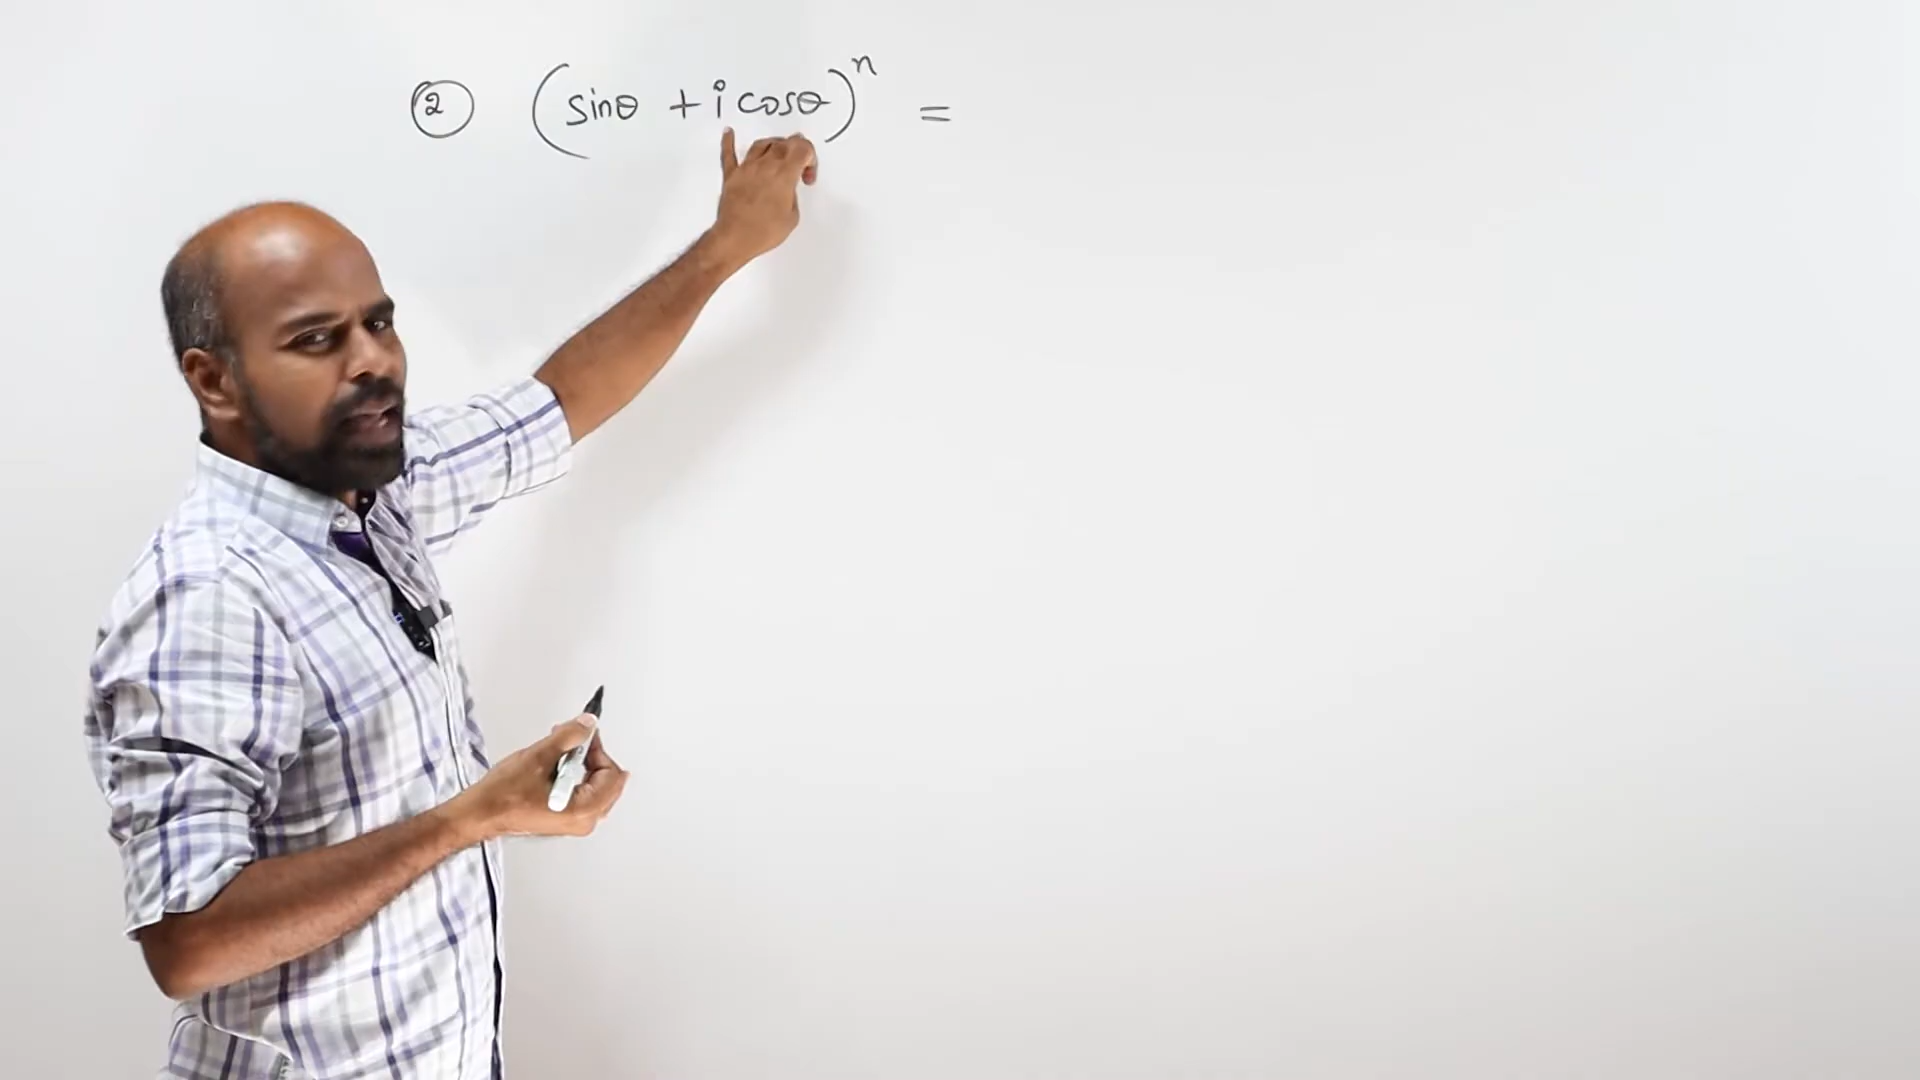 ② (sinθ + i cosθ)ⁿ =